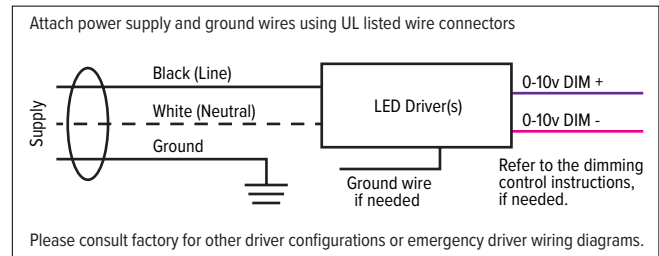 Attach power supply and ground wires using UL listed wire connectors
Supply
Black (Line)
White (Neutral)
Ground
LED Driver(s)
Ground wire
if needed
0-10v DIM +
0-10v DIM -
Refer to the dimming
control instructions,
if needed.
Please consult factory for other driver configurations or emergency driver wiring diagrams.